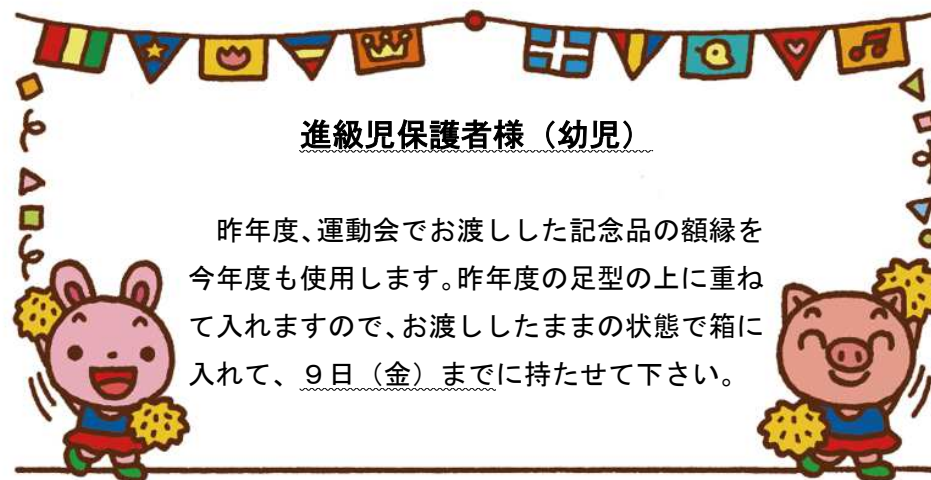 進級児保護者様（幼児）
昨年度、運動会でお渡しした記念品の額縁を
今年度も使用します。昨年度の足型の上に重ね
て入れますので、お渡ししたままの状態で箱に
入れて、９日（金）までに持たせて下さい。